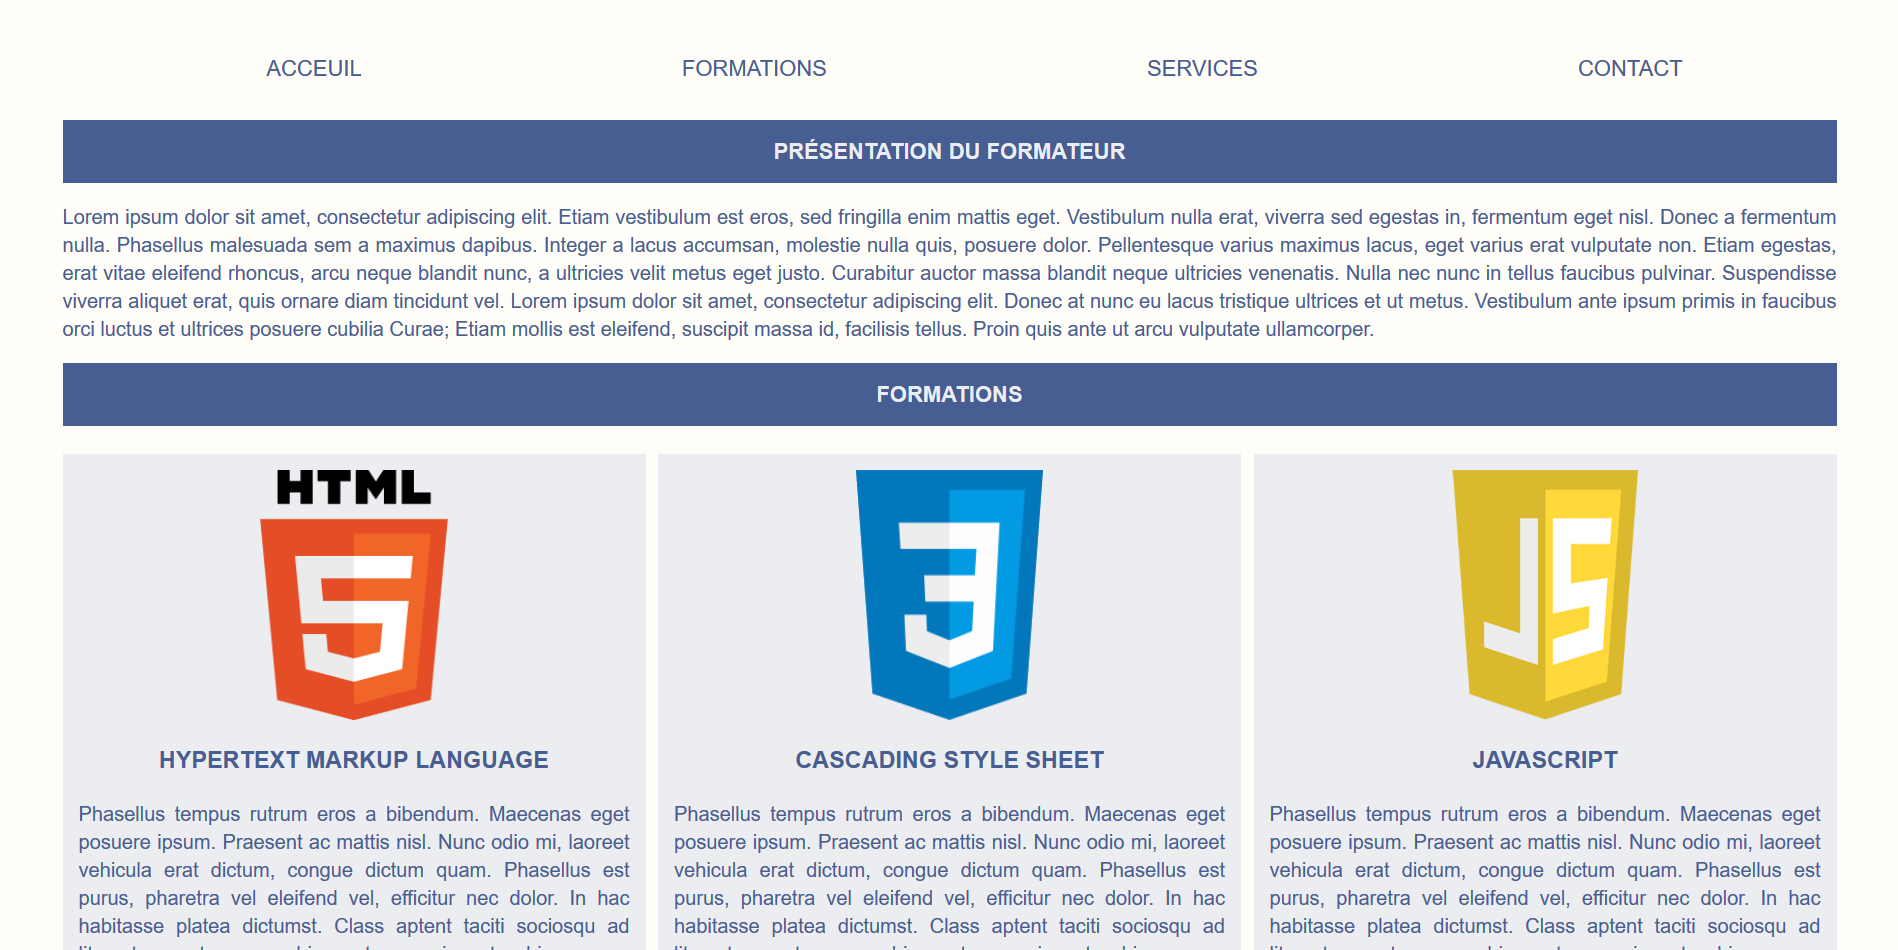 ACCEUIL FORMATIONS SERVICES CONTACT
PRÉSENTATION DU FORMATEUR
Lorem ipsum dolor sit amet, consectetur adipiscing elit. Etiam vestibulum est eros, sed fringilla enim mattis eget. Vestibulum nulla erat, viverra sed egestas in, fermentum eget nisl. Donec a fermentum
nulla. Phasellus malesuada sem a maximus dapibus. Integer a lacus accumsan, molestie nulla quis, posuere dolor. Pellentesque varius maximus lacus, eget varius erat vulputate non. Etiam egestas,
erat vitae eleifend rhoncus, arcu neque blandit nunc, a ultricies velit metus eget justo. Curabitur auctor massa blandit neque ultricies venenatis. Nulla nec nunc in tellus faucibus pulvinar. Suspendisse
viverra aliquet erat, quis ornare diam tincidunt vel. Lorem ipsum dolor sit amet, consectetur adipiscing elit. Donec at nunc eu lacus tristique ultrices et ut metus. Vestibulum ante ipsum primis in faucibus
orci luctus et ultrices posuere cubilia Curae; Etiam mollis est eleifend, suscipit massa id, facilisis tellus. Proin quis ante ut arcu vulputate ullamcorper.
FORMATIONS
HTML
5
HYPERTEXT MARKUP LANGUAGE
Phasellus tempus rutrum eros a bibendum. Maecenas eget
posuere ipsum. Praesent ac mattis nisl. Nunc odio mi, laoreet
vehicula erat dictum, congue dictum quam. Phasellus est
purus, pharetra vel eleifend vel, efficitur nec dolor. In hac
habitasse platea dictumst. Class aptent taciti sociosqu ad
3
CASCADING STYLE SHEET
Phasellus tempus rutrum eros a bibendum. Maecenas eget
posuere ipsum. Praesent ac mattis nisl. Nunc odio mi, laoreet
vehicula erat dictum, congue dictum quam. Phasellus est
purus, pharetra vel eleifend vel, efficitur nec dolor. In hac
habitasse platea dictumst. Class aptent taciti sociosqu ad
JS
JAVASCRIPT
Phasellus tempus rutrum eros a bibendum. Maecenas eget
posuere ipsum. Praesent ac mattis nisl. Nunc odio mi, laoreet
vehicula erat dictum, congue dictum quam. Phasellus est
purus, pharetra vel eleifend vel, efficitur nec dolor. In hac
habitasse platea dictumst. Class aptent taciti sociosqu ad